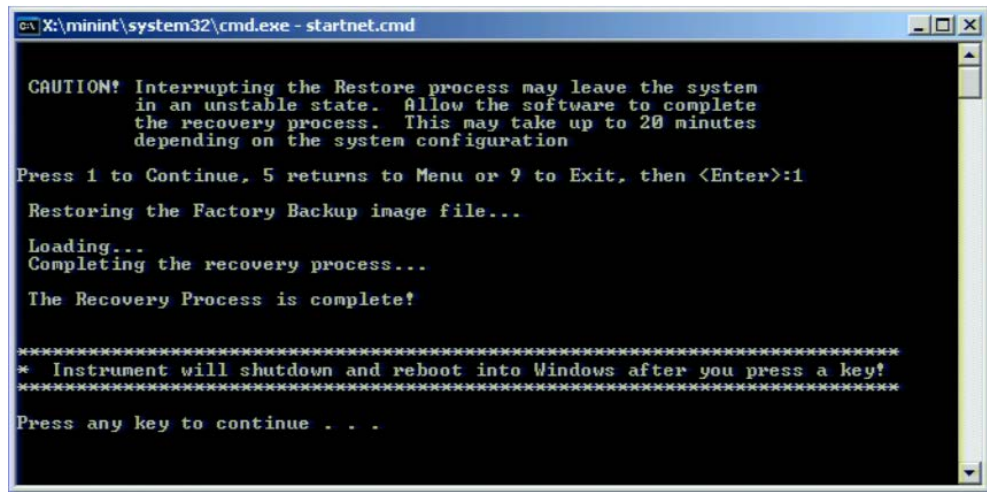 X:\minint\system32\cmd.exe - startnet.cmd
CAUTION! Interrupting the Restore process may leave the system
in an unstable state. Allow the software to complete
the recovery process. This may take up to 20 minutes
depending on the system configuration
Press 1 to Continue, 5 returns to Menu or 9 to Exit, then <Enter>:1
Restoring the Factory Backup image file...
Loading...
Completing the recovery process...
The Recovery Process is complete!
**************************************************************************
* Instrument will shutdown and reboot into Windows after you press a key!
**************************************************************************
Press any key to continue . . .